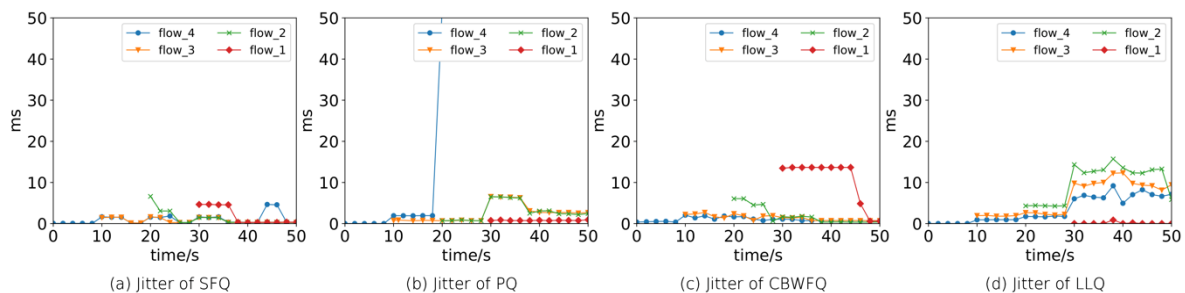 50
40
30
20
10
0
ms
flow_4 flow_2
flow_3 flow_1
0 10 20 30 40 50
time/s
(a) Jitter of SFQ
50
40
30
20
10
0
ms
flow_4 flow_2
flow_3 flow_1
0 10 20 30 40 50
time/s
(b) Jitter of PQ
50
40
30
20
10
0
ms
flow_4 flow_2
flow_3 flow_1
0 10 20 30 40 50
time/s
(c) Jitter of CBWFQ
50
40
30
20
10
0
ms
flow_4 flow_2
flow_3 flow_1
0 10 20 30 40 50
time/s
(d) Jitter of LLQ